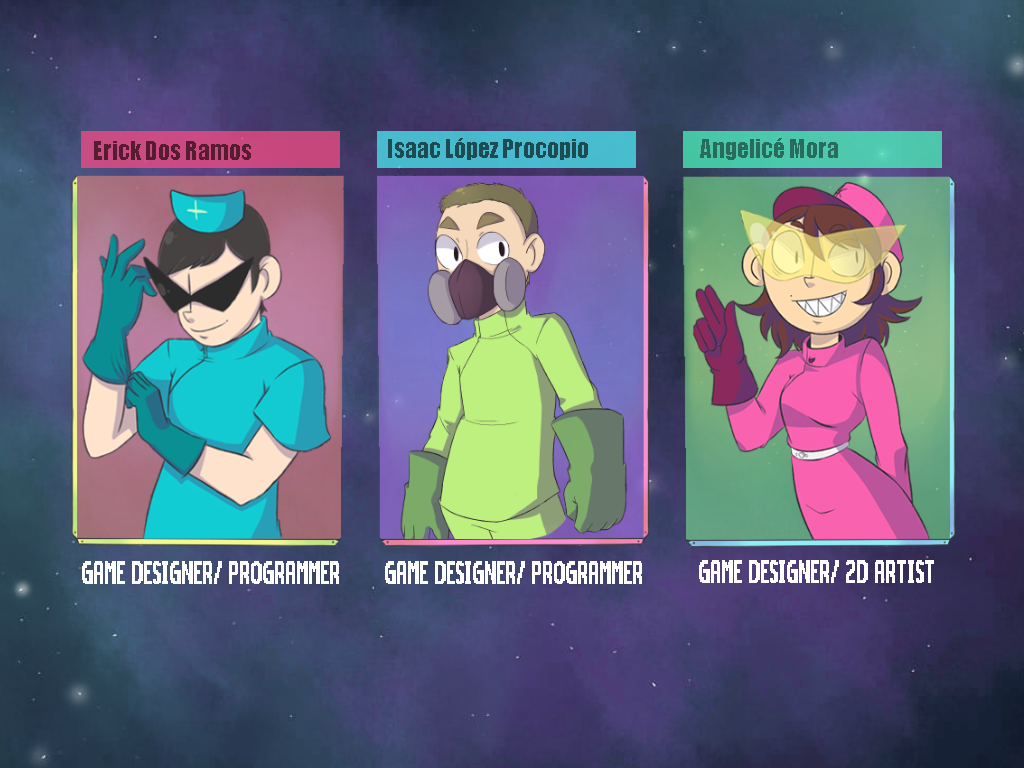 Erick Dos Ramos
Isaac López Procopio
Angelicé Mora
GAME DESIGNER/ PROGRAMMER
GAME DESIGNER/ PROGRAMMER
GAME DESIGNER/ 2D ARTIST